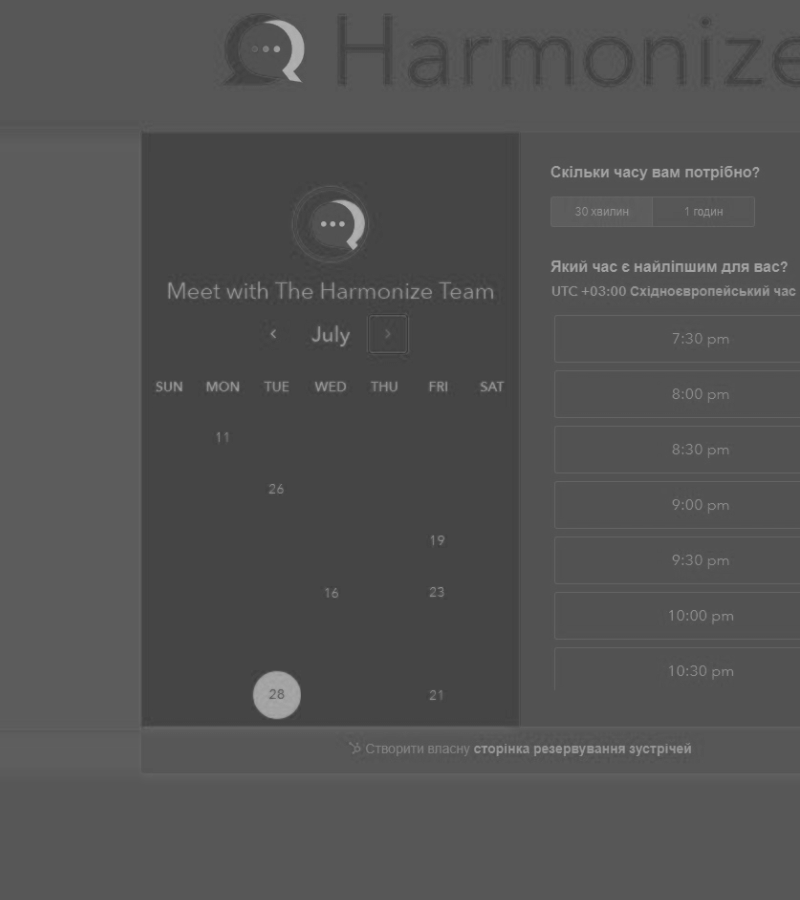 Harmonize
Meet with The Harmonize Team
July
SUN MON TUE WED THU FRI SAT
11
26
19
16 23
28 21
Скільки часу вам потрібно?
30 хвилин 1 годин
Який час є найліпшим для вас?
UTC +03:00 Східноєвропейський час
7:30 pm
8:00 pm
8:30 pm
9:00 pm
9:30 pm
10:00 pm
10:30 pm
Створити власну сторінка резервування зустрічей